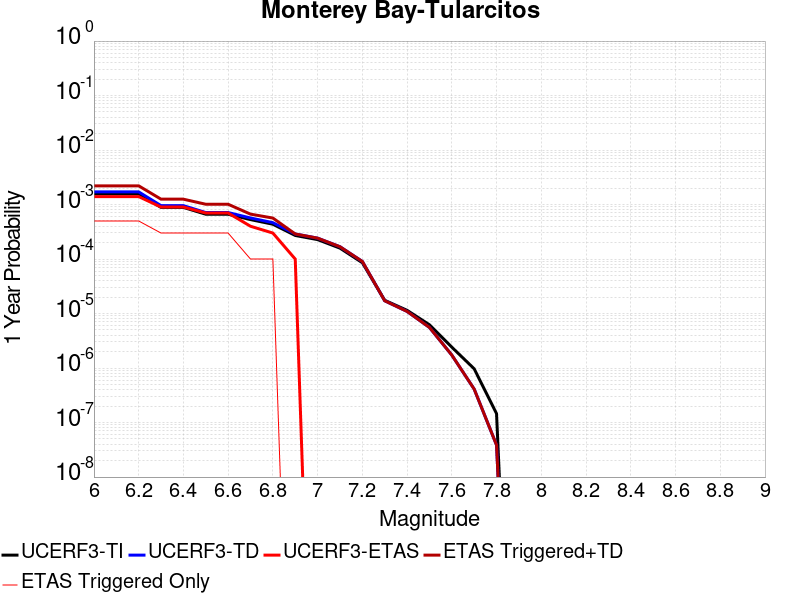 Monterey Bay-Tularcitos
10^0
10^-1
10^-2
10^-3
10^-4
10^-5
10^-6
10^-7
10^-8
1 Year Probability
6 6.2 6.4 6.6 6.8 7 7.2 7.4 7.6 7.8 8 8.2 8.4 8.6 8.8 9
Magnitude
UCERF3-TI UCERF3-TD UCERF3-ETAS ETAS Triggered+TD
ETAS Triggered Only